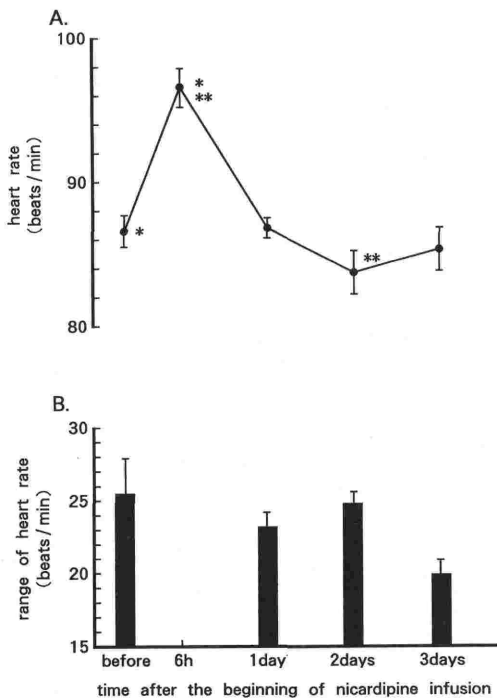 A.
100
90
80
heart rate
(beats/min)
*
*
**
**
B.
30
25
20
15
range of heart rate
(beats/min)
before 6h 1day 2days 3days
time after the beginning of nicardipine infusion